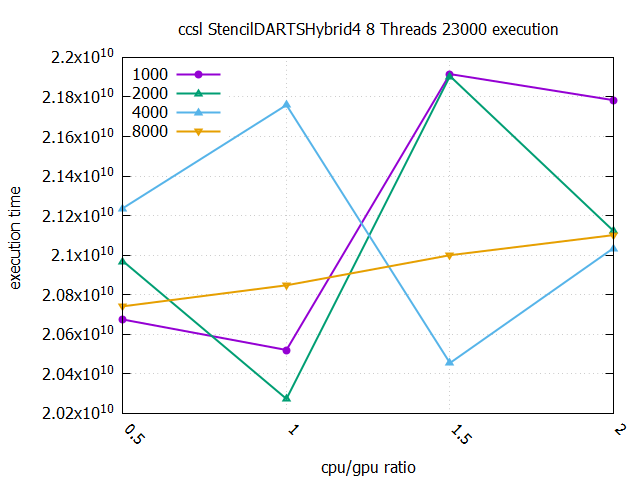 ccsl StencilDARTSHybrid4 8 Threads 23000 execution
2.2x10^10
2.18x10^10
2.16x10^10
2.14x10^10
2.12x10^10
2.1x10^10
2.08x10^10
2.06x10^10
2.04x10^10
2.02x10^10
execution time
1000
2000
4000
8000
0.5
1
1.5
2
cpu/gpu ratio